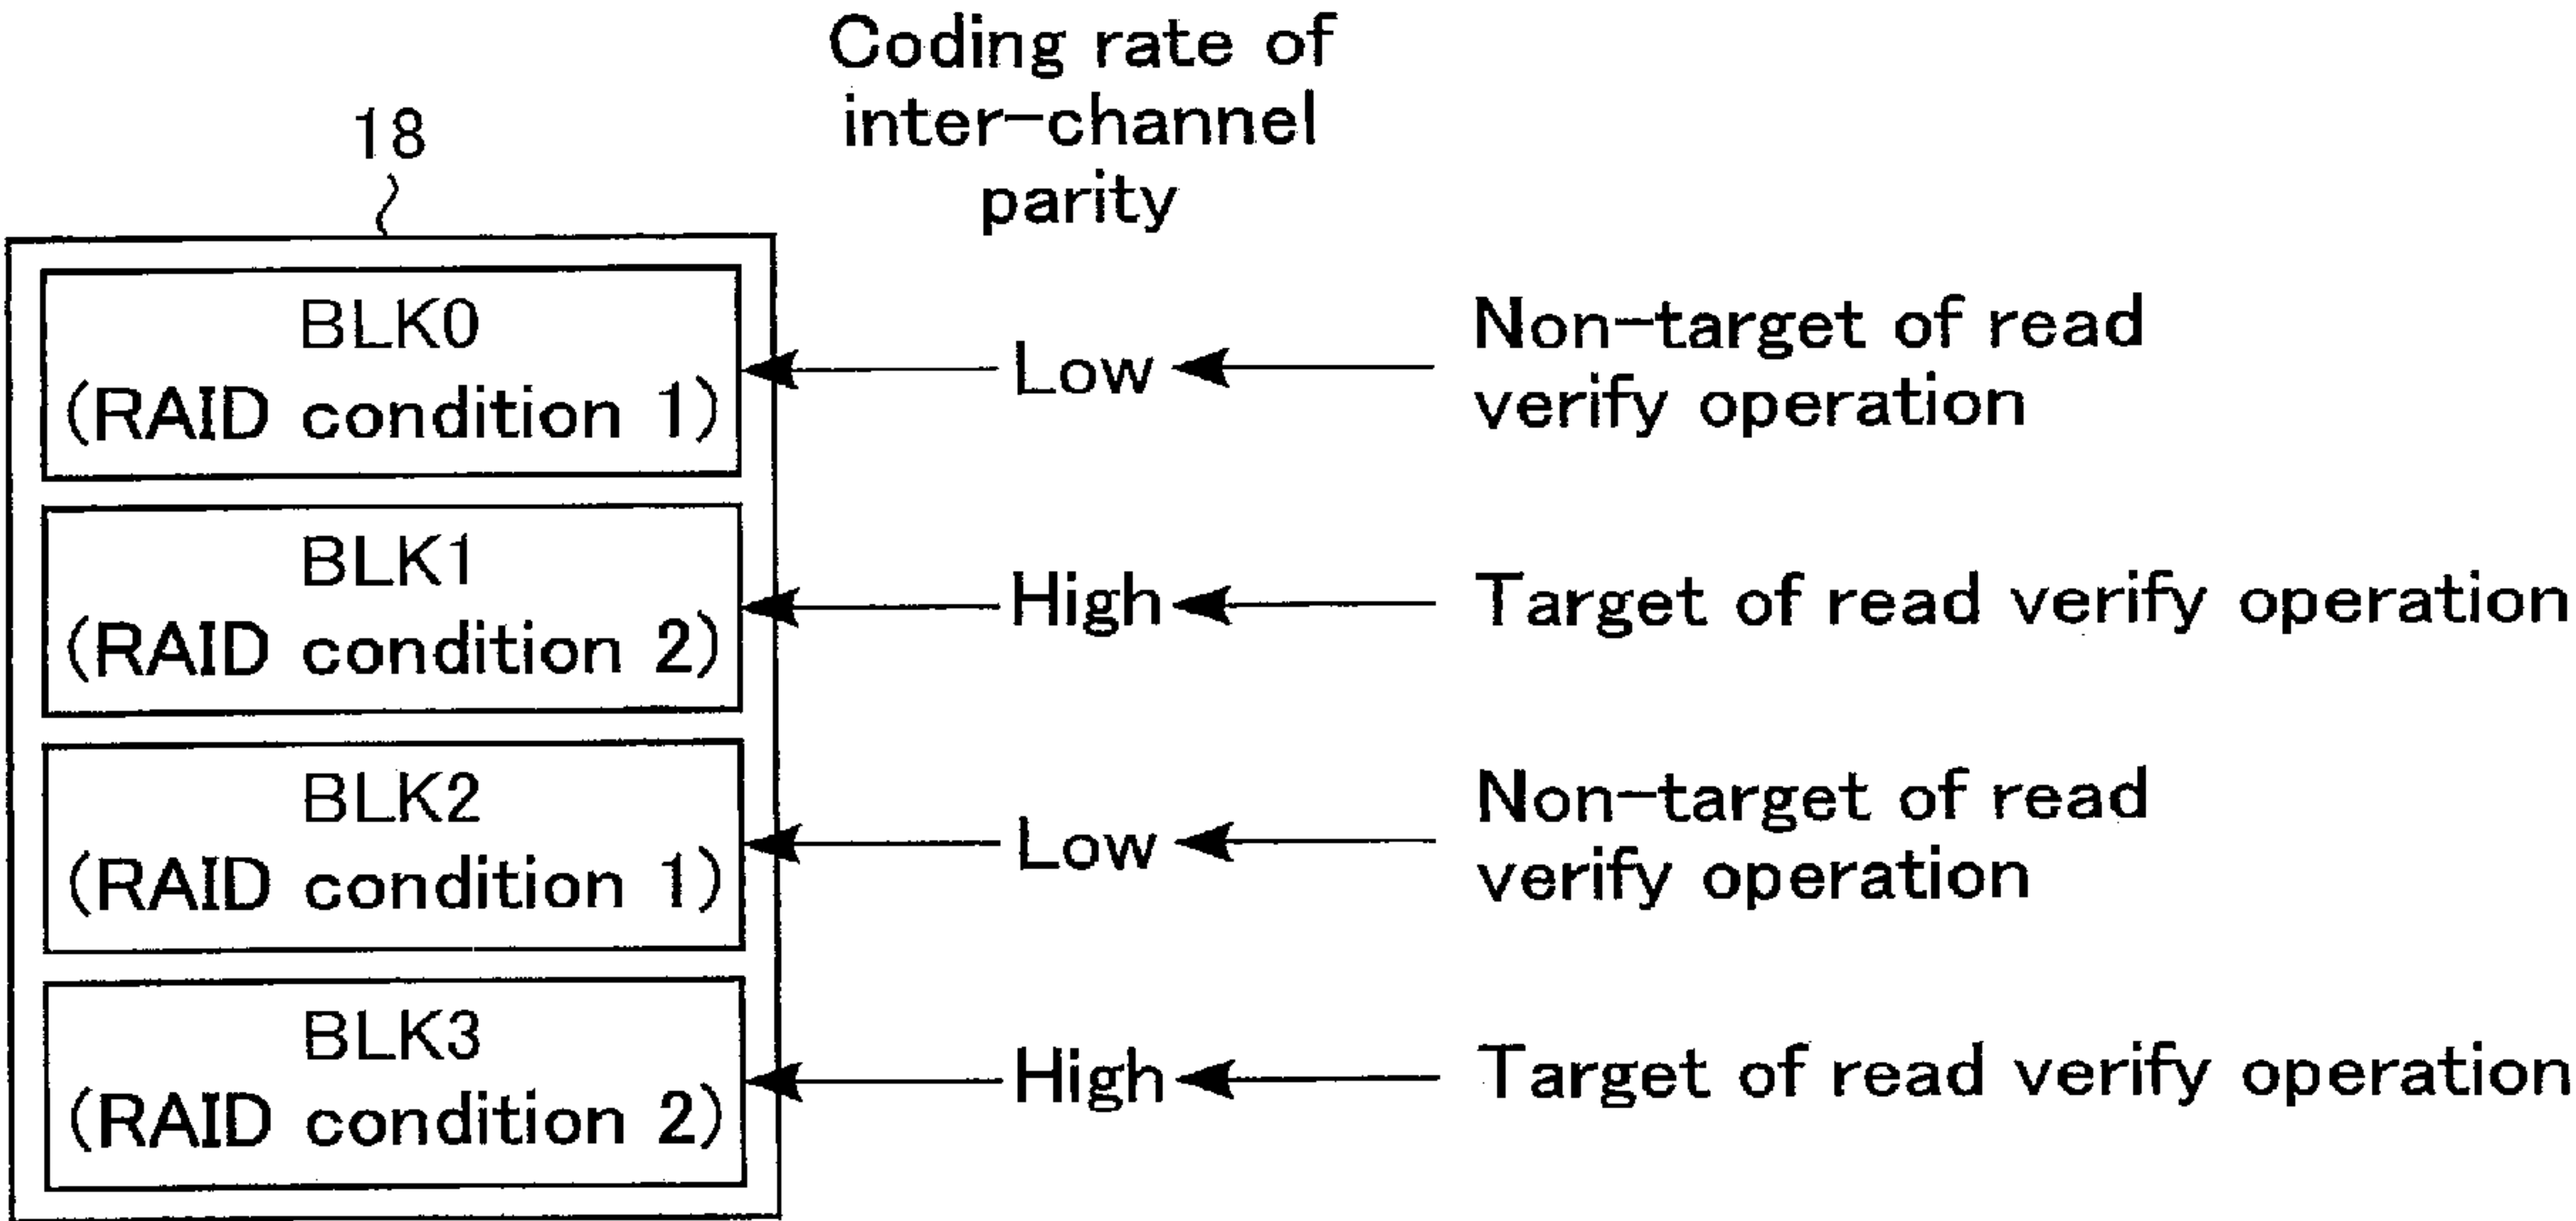 Coding rate of
inter-channel
parity
18
BLK0
(RAID condition 1)
Low
Non-target of read
verify operation
BLK1
(RAID condition 2)
High
Target of read verify operation
BLK2
(RAID condition 1)
Low
Non-target of read
verify operation
BLK3
(RAID condition 2)
High
Target of read verify operation